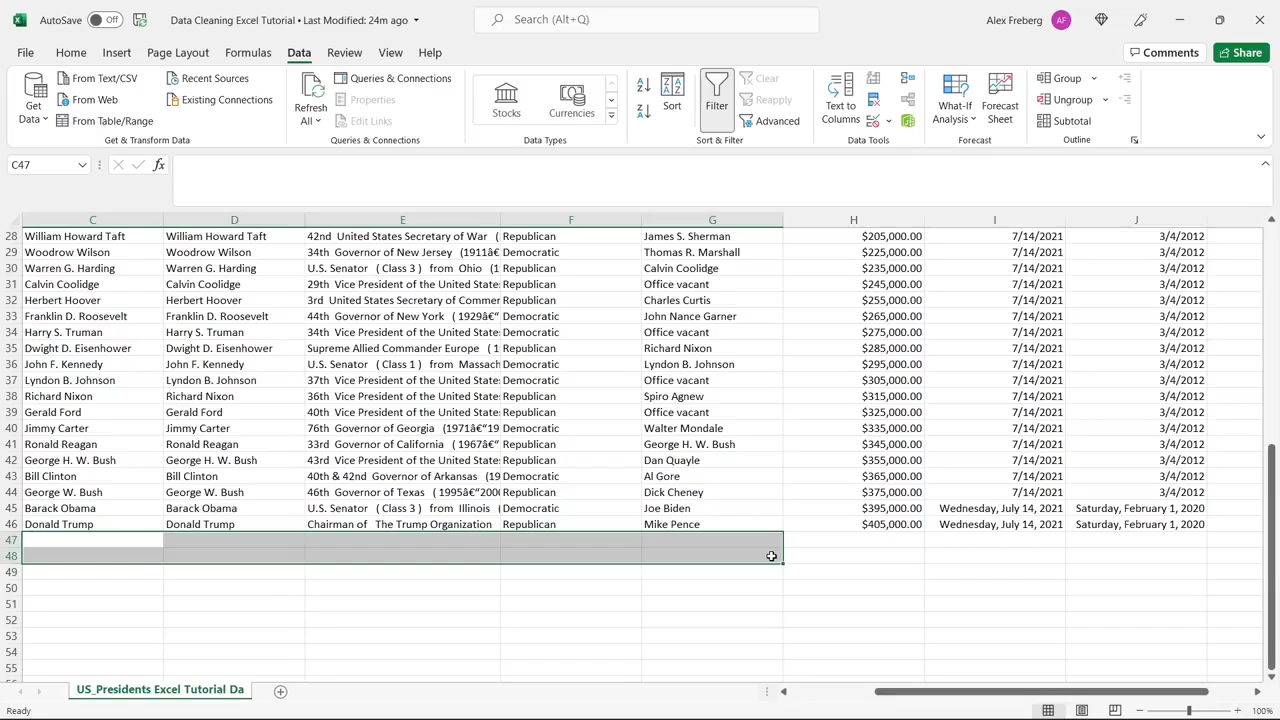 AutoSave Off Data Cleaning Excel Tutorial • Last Modified: 24m ago Search (Alt+Q) Alex Freberg AF
File Home Insert Page Layout Formulas Data Review View Help Comments Share
Get Data From Text/CSV From Web From Table/Range Recent Sources Existing Connections
Get & Transform Data
Refresh All Queries & Connections Properties Edit Links
Queries & Connections
Stocks Currencies
Data Types
Sort Filter Clear Reapply Advanced
Sort & Filter
Text to Columns
Data Tools
What-If Analysis Forecast Sheet
Forecast
Group Ungroup Subtotal
Outline
C47 fx
C D E F G H I J
28 William Howard Taft William Howard Taft 42nd United States Secretary of War ( Republican James S. Sherman $205,000.00 7/14/2021 3/4/2012
29 Woodrow Wilson Woodrow Wilson 34th Governor of New Jersey (1911â€ Democratic Thomas R. Marshall $225,000.00 7/14/2021 3/4/2012
30 Warren G. Harding Warren G. Harding U.S. Senator ( Class 3 ) from Ohio (1 Republican Calvin Coolidge $235,000.00 7/14/2021 3/4/2012
31 Calvin Coolidge Calvin Coolidge 29th Vice President of the United State Republican Office vacant $245,000.00 7/14/2021 3/4/2012
32 Herbert Hoover Herbert Hoover 3rd United States Secretary of Commer Republican Charles Curtis $255,000.00 7/14/2021 3/4/2012
33 Franklin D. Roosevelt Franklin D. Roosevelt 44th Governor of New York ( 1929â€“ Democratic John Nance Garner $265,000.00 7/14/2021 3/4/2012
34 Harry S. Truman Harry S. Truman 34th Vice President of the United State Democratic Office vacant $275,000.00 7/14/2021 3/4/2012
35 Dwight D. Eisenhower Dwight D. Eisenhower Supreme Allied Commander Europe ( 1 Republican Richard Nixon $285,000.00 7/14/2021 3/4/2012
36 John F. Kennedy John F. Kennedy U.S. Senator ( Class 1 ) from Massach Democratic Lyndon B. Johnson $295,000.00 7/14/2021 3/4/2012
37 Lyndon B. Johnson Lyndon B. Johnson 37th Vice President of the United State Democratic Office vacant $305,000.00 7/14/2021 3/4/2012
38 Richard Nixon Richard Nixon 36th Vice President of the United State Republican Spiro Agnew $315,000.00 7/14/2021 3/4/2012
39 Gerald Ford Gerald Ford 40th Vice President of the United State Republican Office vacant $325,000.00 7/14/2021 3/4/2012
40 Jimmy Carter Jimmy Carter 76th Governor of Georgia (1971â€“19 Democratic Walter Mondale $335,000.00 7/14/2021 3/4/2012
41 Ronald Reagan Ronald Reagan 33rd Governor of California ( 1967â€“ Republican George H. W. Bush $345,000.00 7/14/2021 3/4/2012
42 George H. W. Bush George H. W. Bush 43rd Vice President of the United State Republican Dan Quayle $355,000.00 7/14/2021 3/4/2012
43 Bill Clinton Bill Clinton 40th & 42nd Governor of Arkansas (19 Democratic Al Gore $365,000.00 7/14/2021 3/4/2012
44 George W. Bush George W. Bush 46th Governor of Texas ( 1995â€“200 Republican Dick Cheney $375,000.00 7/14/2021 3/4/2012
45 Barack Obama Barack Obama U.S. Senator ( Class 3 ) from Illinois ( Democratic Joe Biden $395,000.00 Wednesday, July 14, 2021 Saturday, February 1, 2020
46 Donald Trump Donald Trump Chairman of The Trump Organization Republican Mike Pence $405,000.00 Wednesday, July 14, 2021 Saturday, February 1, 2020
47
48
49
50
51
52
53
54
55
US_Presidents Excel Tutorial Da
Ready 100%